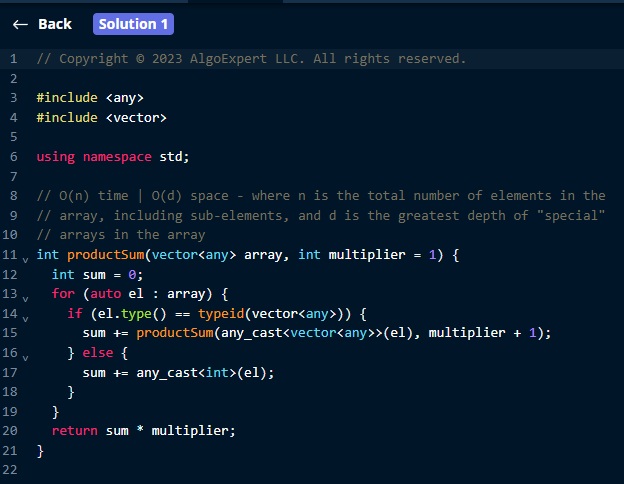 ← Back Solution 1
1 // Copyright © 2023 AlgoExpert LLC. All rights reserved.
2
3 #include <any>
4 #include <vector>
5
6 using namespace std;
7
8 // O(n) time | O(d) space - where n is the total number of elements in the
9 // array, including sub-elements, and d is the greatest depth of "special"
10 // arrays in the array
11 int productSum(vector<any> array, int multiplier = 1) {
12   int sum = 0;
13   for (auto el : array) {
14     if (el.type() == typeid(vector<any>)) {
15       sum += productSum(any_cast<vector<any>>(el), multiplier + 1);
16     } else {
17       sum += any_cast<int>(el);
18     }
19   }
20   return sum * multiplier;
21 }
22